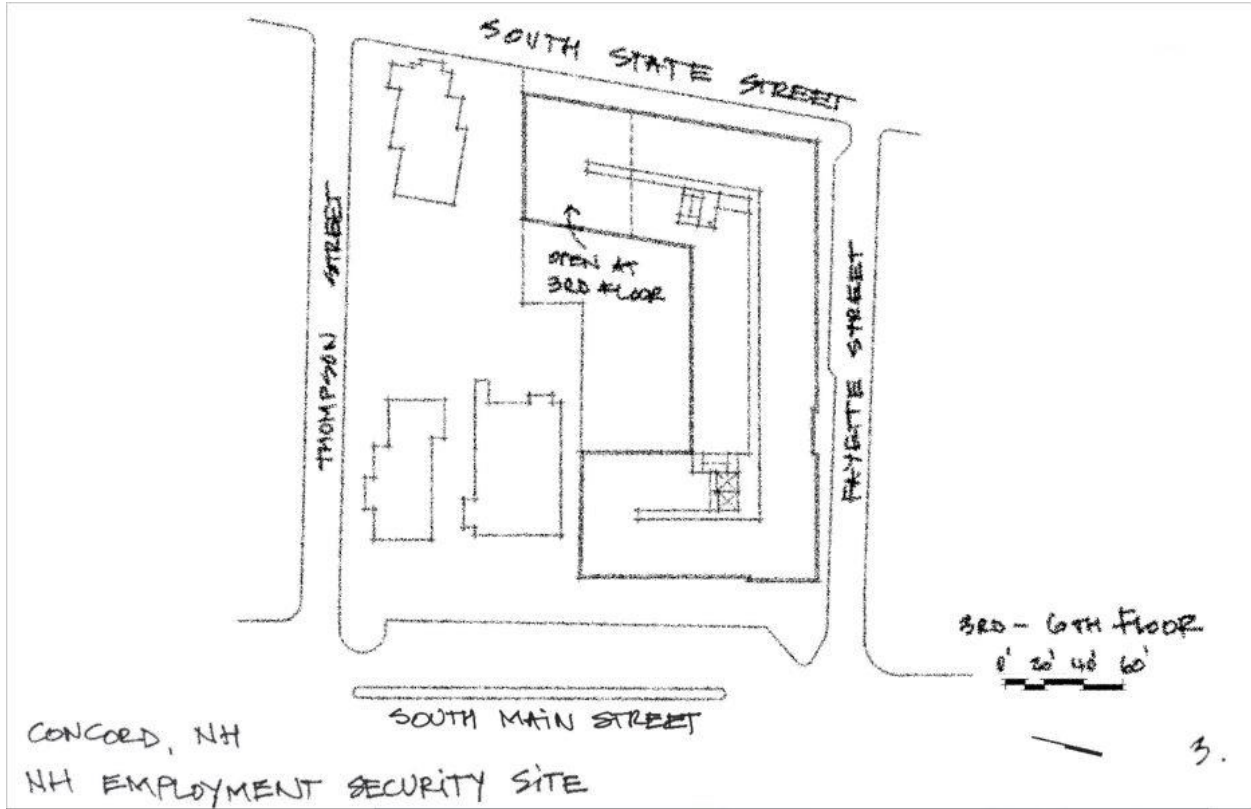 SOUTH STATE STREET
THOMPSON STREET
OPEN AT
3RD FLOOR
FAYETTE STREET
3RD - 6TH FLOOR
0' 20' 40' 60'
SOUTH MAIN STREET
CONCORD, NH
NH EMPLOYMENT SECURITY SITE
3.